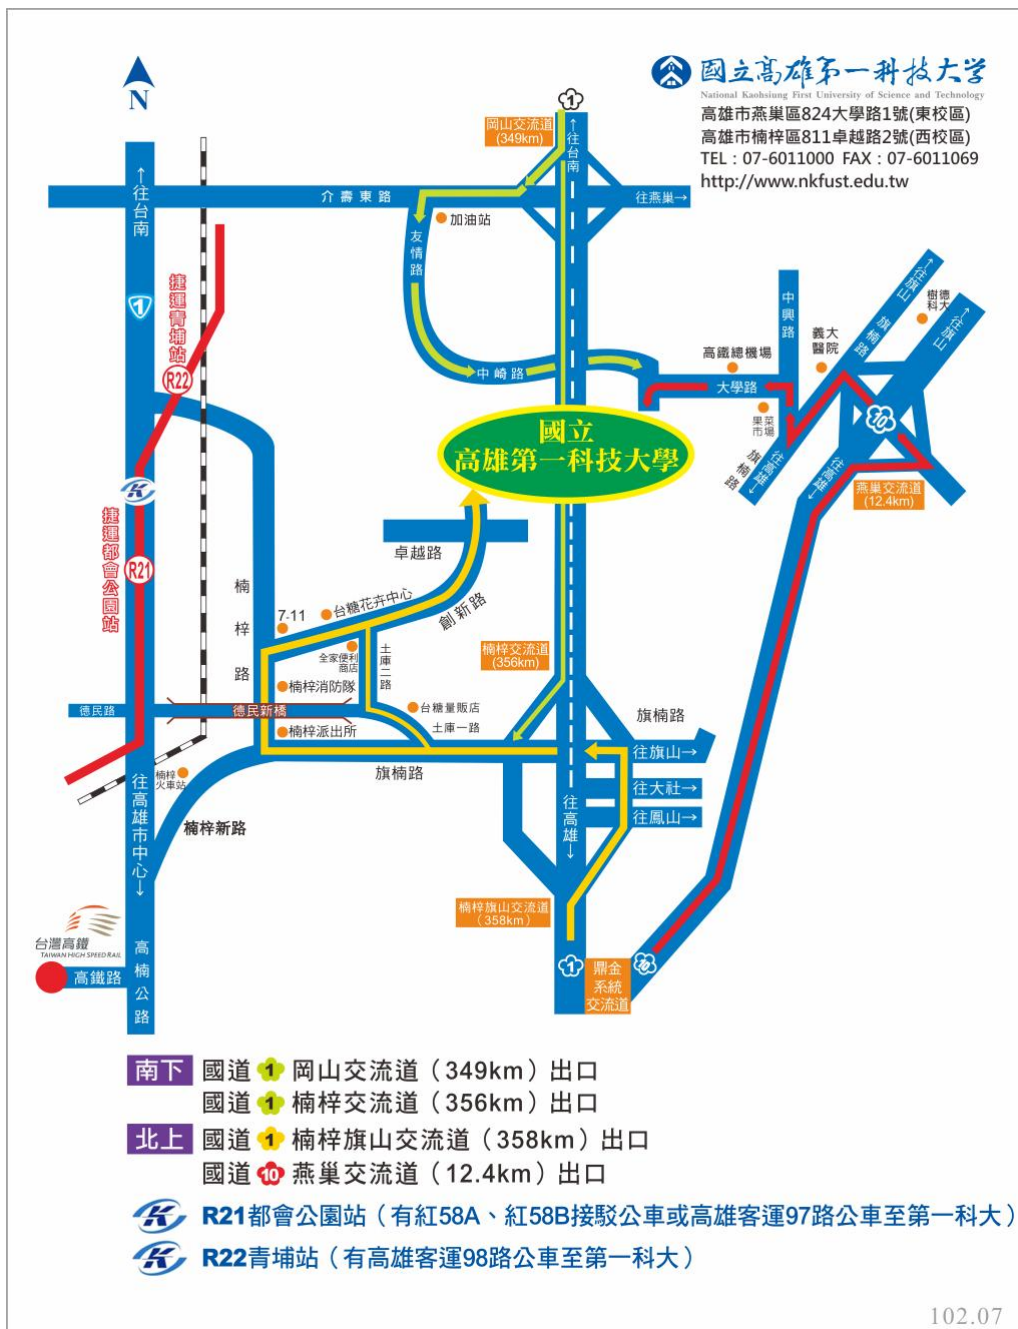 國立高雄第一科技大学
National Kaohsiung First University of Science and Technology
高雄市燕巢區824大學路1號(東校區)
高雄市楠梓區811卓越路2號(西校區)
TEL：07-6011000 FAX：07-6011069
http://www.nkfust.edu.tw
N
1
岡山交流道
(349km)
←往台南
←往台南
介壽東路
往燕巢→
加油站
友情路
1
捷運青埔站
R22
中崎路
高鐵總機場
大學路
中興路
義大
醫院
←往旗山
旗楠路
樹德
科大
←往旗山
果菜
市場
10
往高雄→
旗楠路
往高雄→
燕巢交流道
(12.4km)
國立
高雄第一科技大學
K
捷運都會公園站
R21
卓越路
創新路
楠梓路
7-11
台糖花卉中心
全家便利
商店
土庫二路
楠梓交流道
(356km)
楠梓消防隊
德民路
德民新橋
台糖量販店
土庫一路
楠梓派出所
旗楠路
旗楠路
往旗山→
往大社→
往鳳山→
楠梓
火車站
往高雄市中心→
楠梓新路
往高雄→
楠梓旗山交流道
（358km）
台灣高鐵
TAIWAN HIGH SPEED RAIL
高鐵路
高楠公路
1
鼎金
系統
交流道
10
南下 國道 1 岡山交流道（349km）出口
國道 1 楠梓交流道（356km）出口
北上 國道 1 楠梓旗山交流道（358km）出口
國道 10 燕巢交流道（12.4km）出口
K R21都會公園站（有紅58A、紅58B接駁公車或高雄客運97路公車至第一科大）
K R22青埔站（有高雄客運98路公車至第一科大）
102.07